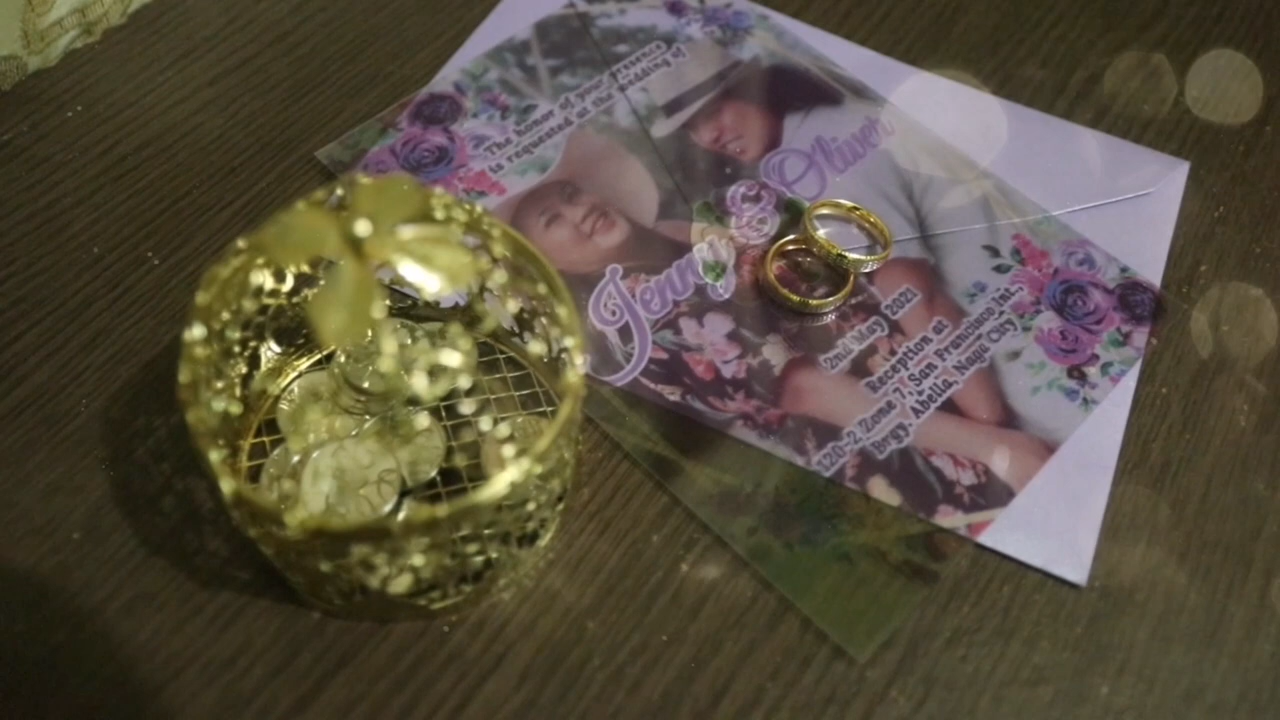 The honor of your presence
is requested at the wedding of
Jenny & Oliver
2nd May 2021
Reception at
120-2 Zone 7, San Francisco Int.,
Brgy. Abella, Naga City